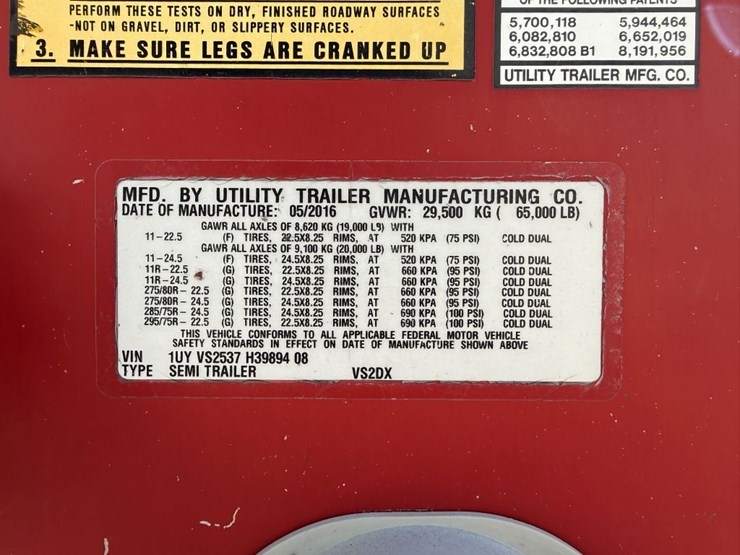 PERFORM THESE TESTS ON DRY, FINISHED ROADWAY SURFACES
-NOT ON GRAVEL, DIRT, OR SLIPPERY SURFACES.
3. MAKE SURE LEGS ARE CRANKED UP
OF THE FOLLOWING PATENTS
5,700,118 5,944,464
6,082,810 6,652,019
6,832,808 B1 8,191,956
UTILITY TRAILER MFG. CO.
MFD. BY UTILITY TRAILER MANUFACTURING CO.
DATE OF MANUFACTURE: 05/2016 GVWR: 29,500 KG ( 65,000 LB)
GAWR ALL AXLES OF 8,620 KG (19,000 LB) WITH
11-22.5 (F) TIRES, 22.5X8.25 RIMS, AT 520 KPA (75 PSI) COLD DUAL
GAWR ALL AXLES OF 9,100 KG (20,000 LB) WITH
11-24.5 (F) TIRES, 24.5X8.25 RIMS, AT 520 KPA (75 PSI) COLD DUAL
11R-22.5 (G) TIRES, 22.5X8.25 RIMS, AT 660 KPA (95 PSI) COLD DUAL
11R-24.5 (G) TIRES, 24.5X8.25 RIMS, AT 660 KPA (95 PSI) COLD DUAL
275/80R- 22.5 (G) TIRES, 22.5X8.25 RIMS, AT 660 KPA (95 PSI) COLD DUAL
275/80R- 24.5 (G) TIRES, 24.5X8.25 RIMS, AT 660 KPA (95 PSI) COLD DUAL
285/75R- 24.5 (G) TIRES, 24.5X8.25 RIMS, AT 690 KPA (100 PSI) COLD DUAL
295/75R- 22.5 (G) TIRES, 22.5X8.25 RIMS, AT 690 KPA (100 PSI) COLD DUAL
THIS VEHICLE CONFORMS TO ALL APPLICABLE FEDERAL MOTOR VEHICLE
SAFETY STANDARDS IN EFFECT ON DATE OF MANUFACTURE SHOWN ABOVE
VIN 1UY VS2537 H39894 08
TYPE SEMI TRAILER VS2DX